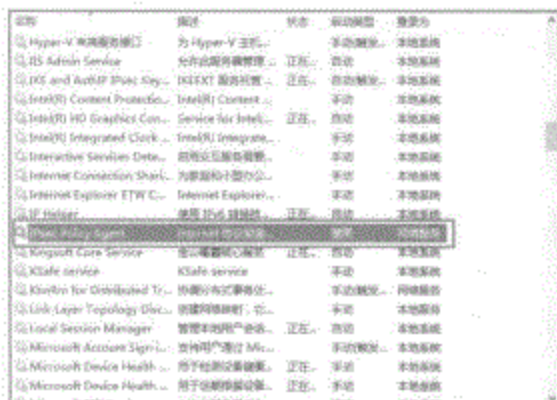 名称 描述 状态 启动类型 登录为
Hyper-V 来宾服务接口 为 Hyper-V 主机... 手动(触发... 本地系统
IIS Admin Service 允许此服务器管理... 正在... 自动 本地系统
IKE and AuthIP IPsec Key... IKEEXT 服务托管... 正在... 自动(触发... 本地系统
Intel(R) Content Protectio... Intel(R) Content ... 手动 本地系统
Intel(R) HD Graphics Con... Service for Intel... 正在... 自动 本地系统
Intel(R) Integrated Clock ... Intel(R) Integrate... 手动 本地系统
Interactive Services Dete... 启用交互服务需要... 手动 本地系统
Internet Connection Shari... 为家庭和小型办公... 手动 本地系统
Internet Explorer ETW C... Internet Explorer... 手动 本地系统
IP Helper 使用 IPv6 转换技... 正在... 自动 本地系统
IPsec Policy Agent Internet
Kingsoft Core Service 正在... 自动 本地系统
KSafe service KSafe service 手动 本地系统
KtmRm for Distributed Tr... 协调分布式事务处... 手动(触发... 网络服务
Link-Layer Topology Disc... 创建网络映射，它... 手动 本地服务
Local Session Manager 管理本地用户会话... 正在... 自动 本地系统
Microsoft Account Sign-i... 支持用户通过 Mic... 手动(触发... 本地系统
Microsoft Device Health ... 用于检测设备健康... 正在... 手动 本地系统
Microsoft Device Health ... 用于 正在... 手动 本地系统